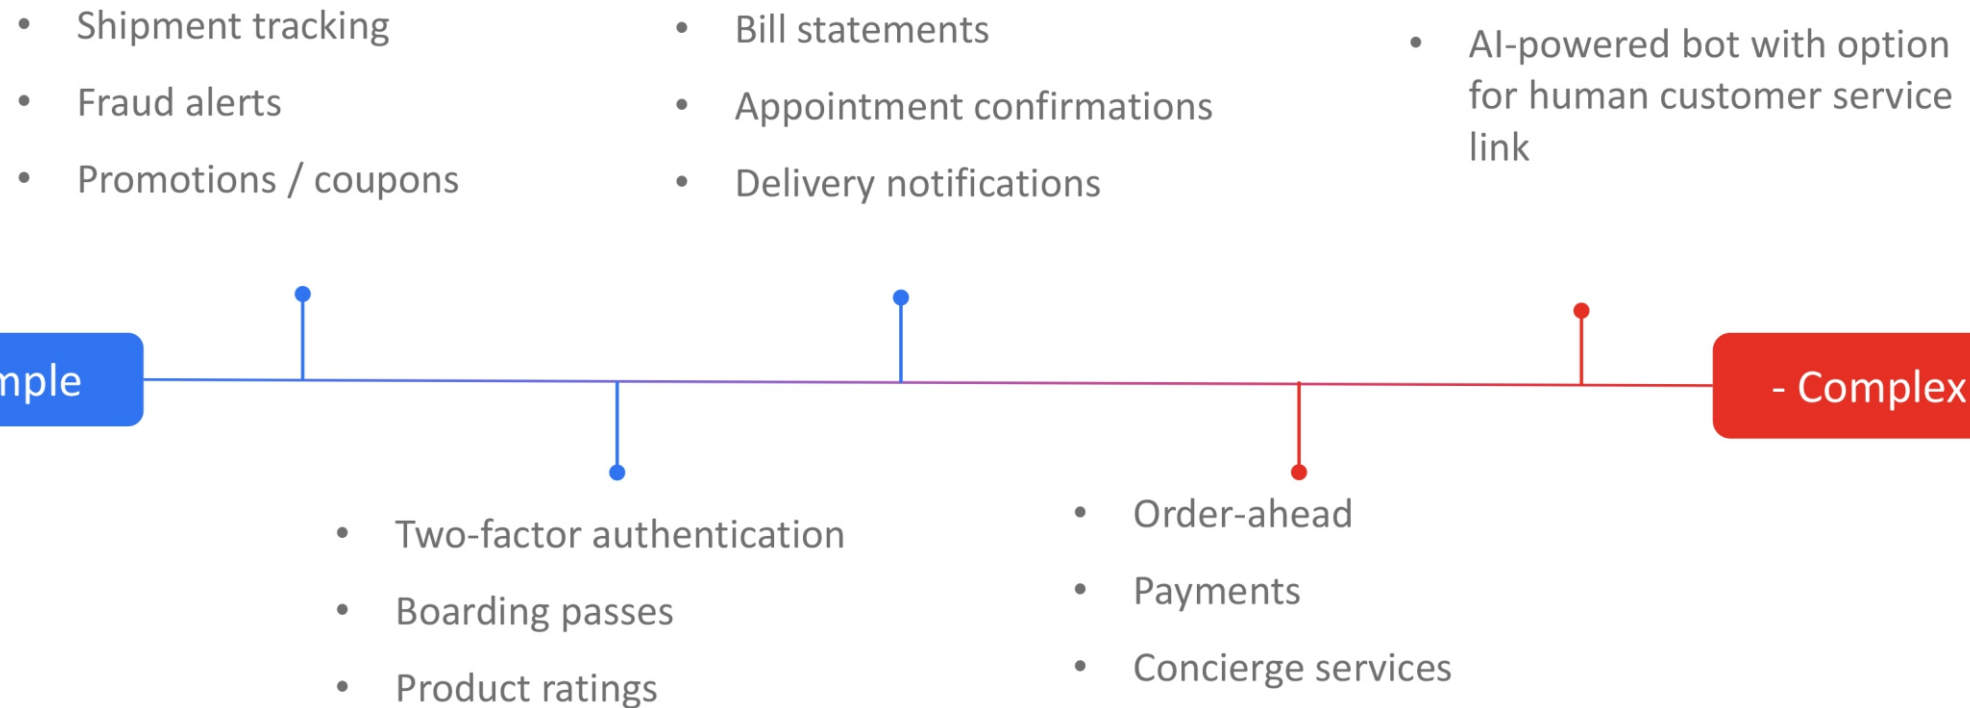 • Shipment tracking
• Fraud alerts
• Promotions / coupons
• Bill statements
• Appointment confirmations
• Delivery notifications
• AI-powered bot with option
for human customer service
link
mple
- Complex
• Two-factor authentication
• Boarding passes
• Product ratings
• Order-ahead
• Payments
• Concierge services